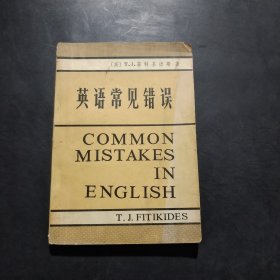 英语常见错误
COMMON
MISTAKES
IN
ENGLISH
T. J. FITIKIDES